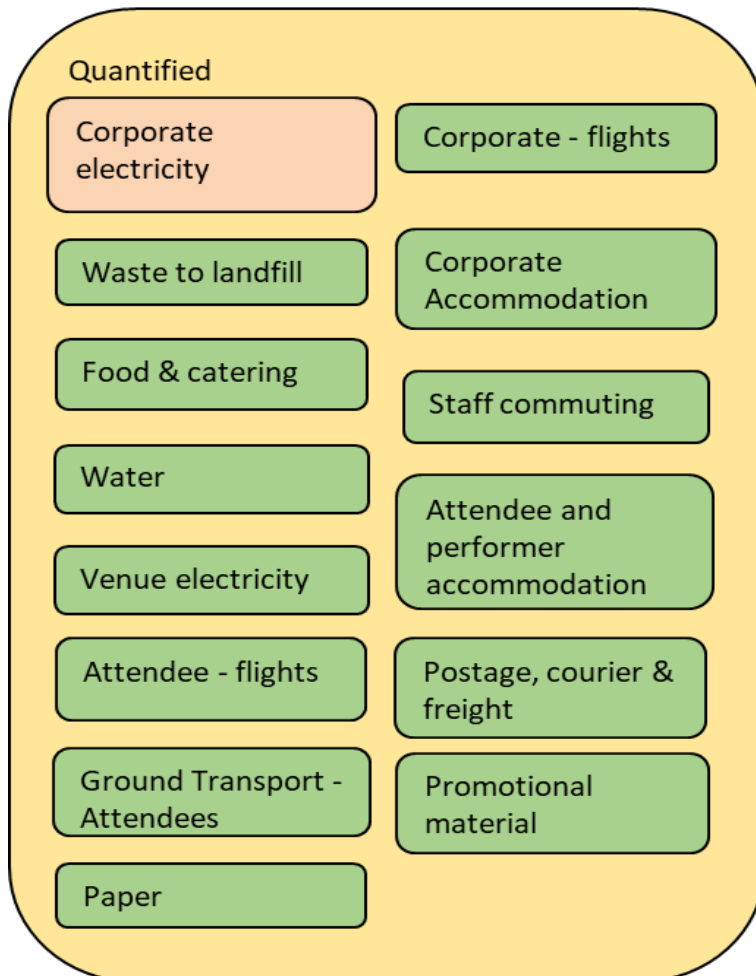 Quantified
Corporate
electricity
Waste to landfill
Food & catering
Water
Venue electricity
Attendee - flights
Ground Transport -
Attendees
Paper
Corporate - flights
Corporate
Accommodation
Staff commuting
Attendee and
performer
accommodation
Postage, courier &
freight
Promotional
material